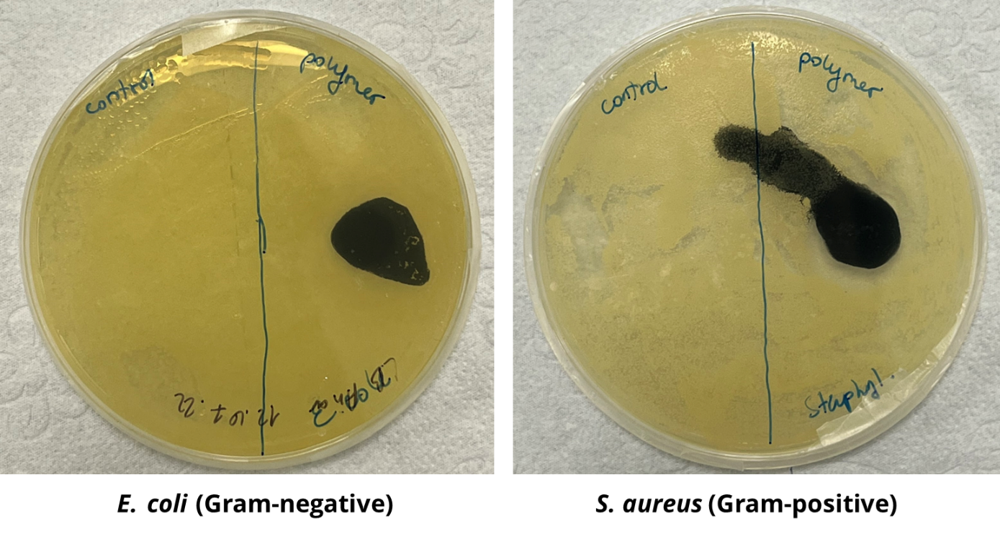 control
polymer
12.07.22
control
polymer
staphyl.
E. coli (Gram-negative)
S. aureus (Gram-positive)